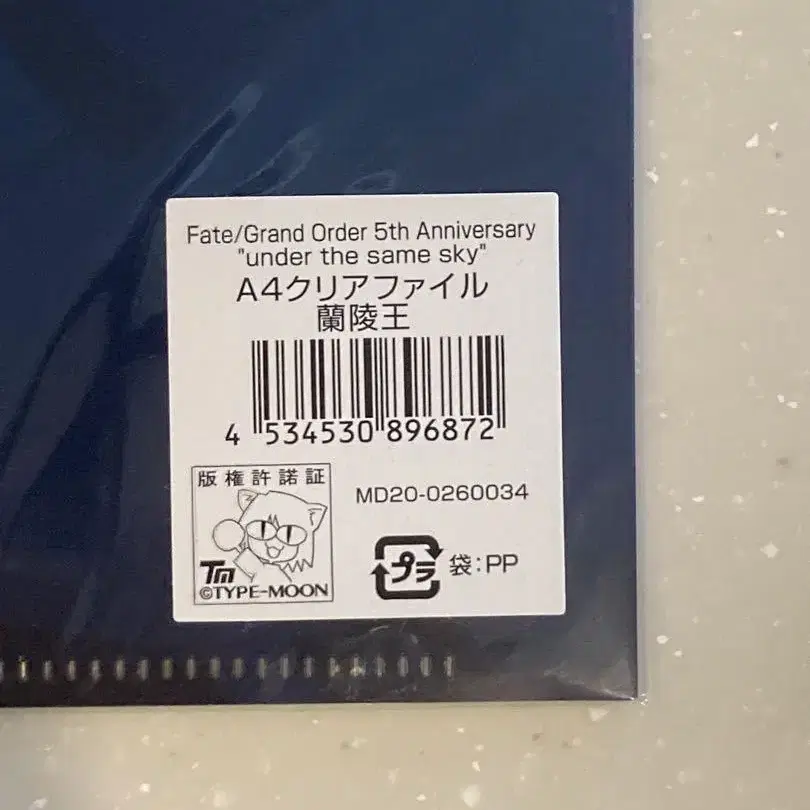 Fate/Grand Order 5th Anniversary
"under the same sky"
A4クリアファイル
蘭陵王
4 534530 896872
版権許諾証
TM
©TYPE-MOON
MD20-0260034
プラ 袋:PP